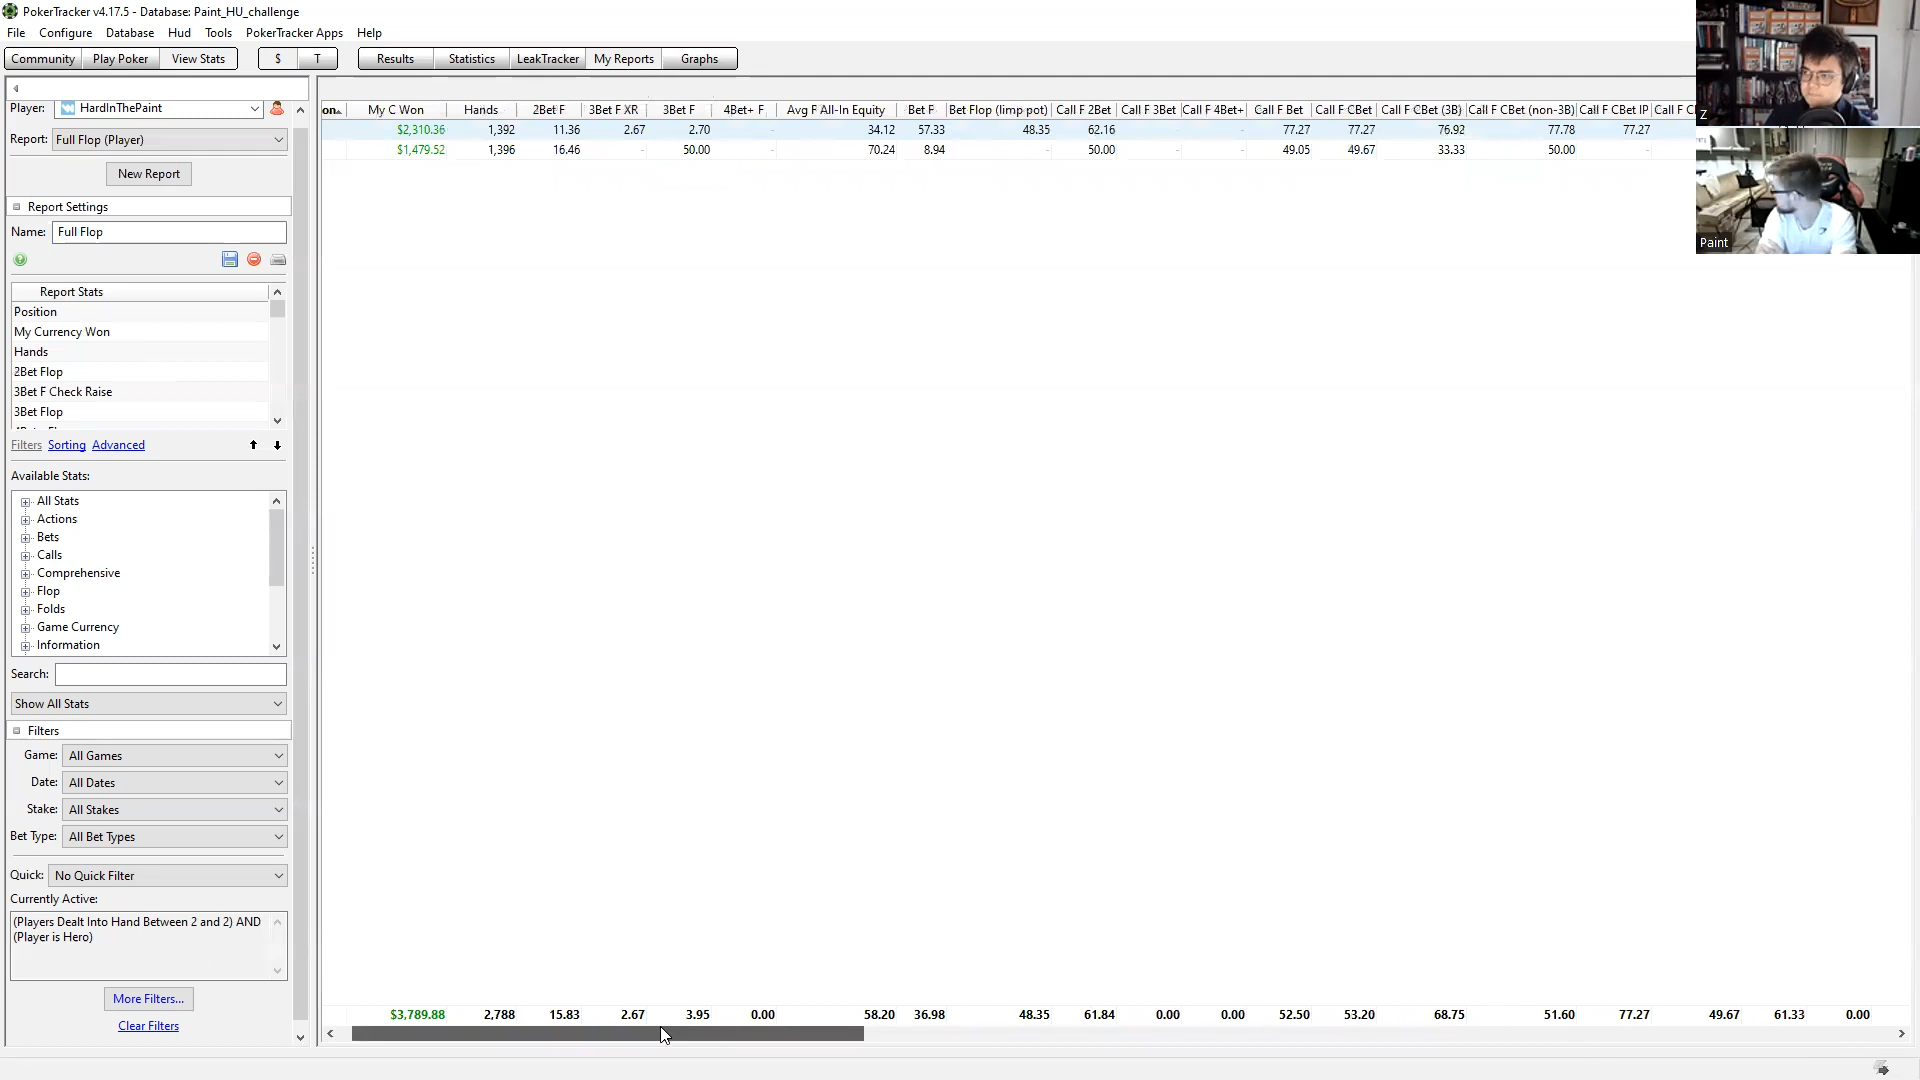 PokerTracker v4.17.5 - Database: Paint_HU_challenge
File Configure Database Hud Tools PokerTracker Apps Help
Community Play Poker View Stats $ T Results Statistics LeakTracker My Reports Graphs
Player: HardInThePaint
Report: Full Flop (Player)
New Report
Report Settings
Name: Full Flop
Report Stats
Position
My Currency Won
Hands
2Bet Flop
3Bet F Check Raise
3Bet Flop
Filters Sorting Advanced
Available Stats:
All Stats
Actions
Bets
Calls
Comprehensive
Flop
Folds
Game Currency
Information
Search:
Show All Stats
Filters
Game: All Games
Date: All Dates
Stake: All Stakes
Bet Type: All Bet Types
Quick: No Quick Filter
Currently Active:
(Players Dealt Into Hand Between 2 and 2) AND
(Player is Hero)
More Filters...
Clear Filters
on My C Won Hands 2Bet F 3Bet F XR 3Bet F 4Bet+ F Avg F All-In Equity Bet F Bet Flop (limp pot) Call F 2Bet Call F 3Bet Call F 4Bet+ Call F Bet Call F CBet Call F CBet (3B) Call F CBet (non-3B) Call F CBet IP Call F C
$2,310.36 1,392 11.36 2.67 2.70 - 34.12 57.33 48.35 62.16 - - 77.27 77.27 76.92 77.78 77.27
$1,479.52 1,396 16.46 - 50.00 70.24 8.94 - 50.00 - - 49.05 49.67 33.33 50.00 -
$3,789.88 2,788 15.83 2.67 3.95 0.00 58.20 36.98 48.35 61.84 0.00 0.00 52.50 53.20 68.75 51.60 77.27 49.67 61.33 0.00
Z
Paint